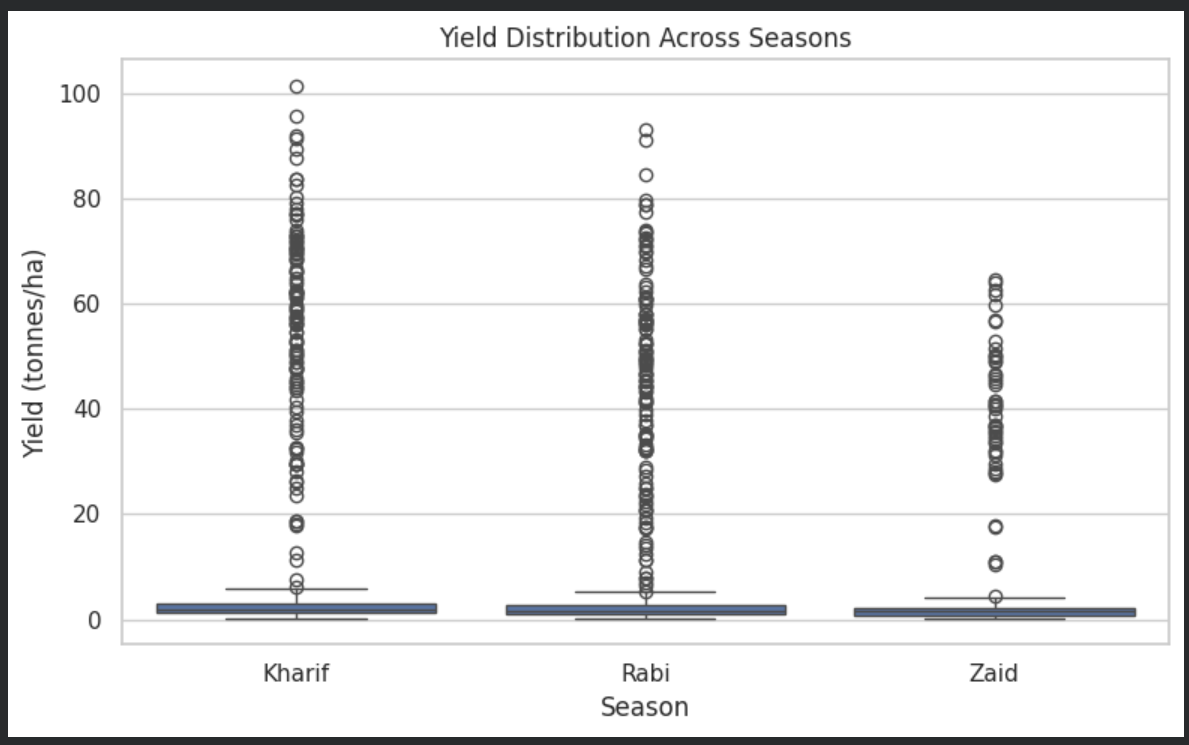 Yield Distribution Across Seasons
100
80
60
40
20
0
Yield (tonnes/ha)
Kharif Rabi Zaid
Season